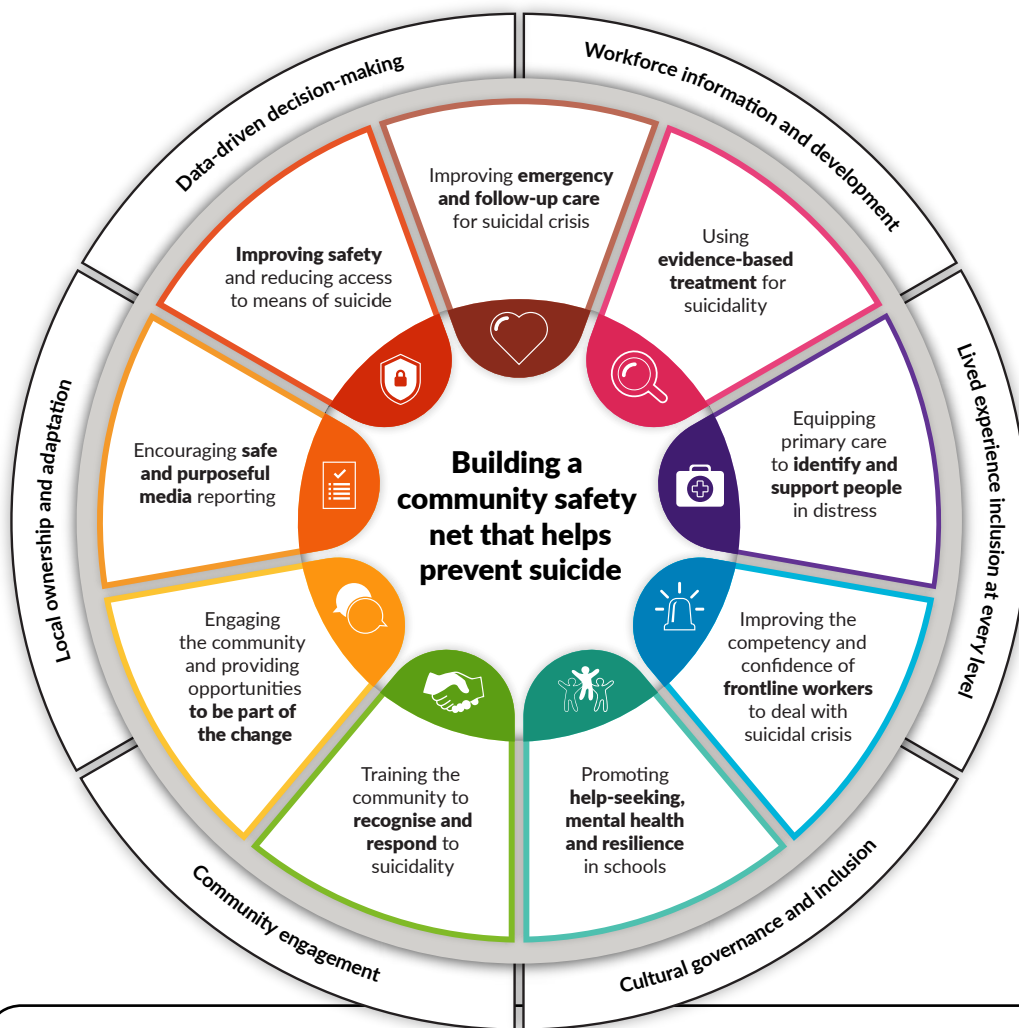 Data-driven decision-making
Workforce information and development
Lived experience inclusion at every level
Cultural governance and inclusion
Community engagement
Local ownership and adaptation
Improving emergency
and follow-up care
for suicidal crisis
Using
evidence-based
treatment for
suicidality
Equipping
primary care
to identify and
support people
in distress
Improving the
competency and
confidence of
frontline workers
to deal with
suicidal crisis
Promoting
help-seeking,
mental health
and resilience
in schools
Training the
community to
recognise and
respond to
suicidality
Engaging
the community
and providing
opportunities
to be part of
the change
Encouraging safe
and purposeful
media reporting
Improving safety
and reducing access
to means of suicide
Building a
community safety
net that helps
prevent suicide